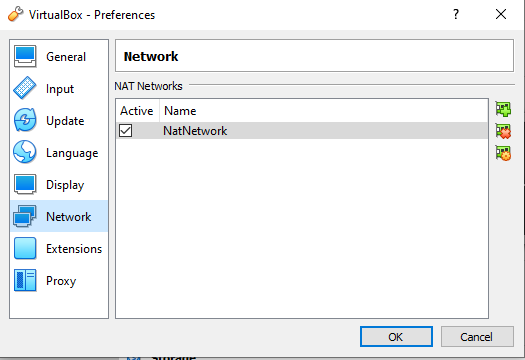 VirtualBox - Preferences
?
General
Input
Update
Language
Display
Network
Extensions
Proxy
Network
NAT Networks
Active Name
NatNetwork
OK Cancel